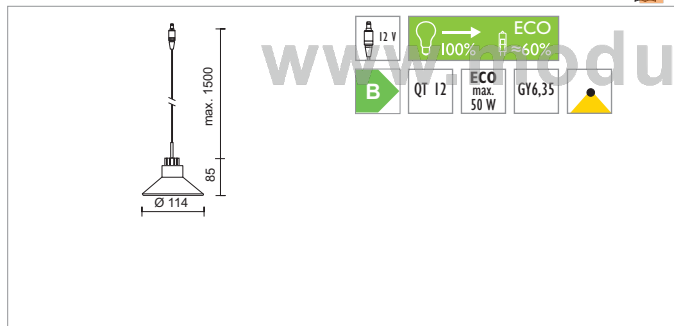 max. 1500
85
Ø 114
12 V
100%
ECO
≈60%
www.modu
B
QT 12
ECO
max.
50 W
GY6,35